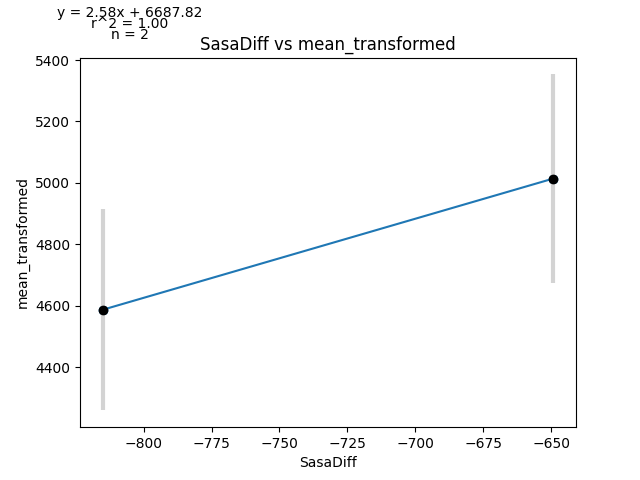 y = 2.58x + 6687.82
r^2 = 1.00
n = 2
SasaDiff vs mean_transformed
5400
5200
5000
4800
4600
4400
mean_transformed
−800
−775
−750
−725
−700
−675
−650
SasaDiff